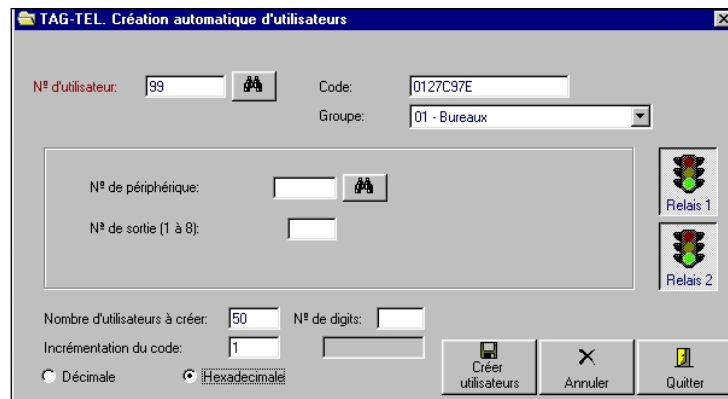 TAG-TEL. Création automatique d'utilisateurs
Nº d'utilisateur: 99 Code: 0127C97E
Groupe: 01 - Bureaux
Nº de périphérique:
Relais 1
Nª de sortie (1 à 8):
Relais 2
Nombre d'utilisateurs à créer: 50 Nª de digits:
Incrémentation du code: 1
Décimale Hexadecimale
Créer utilisateurs Annuler Quitter